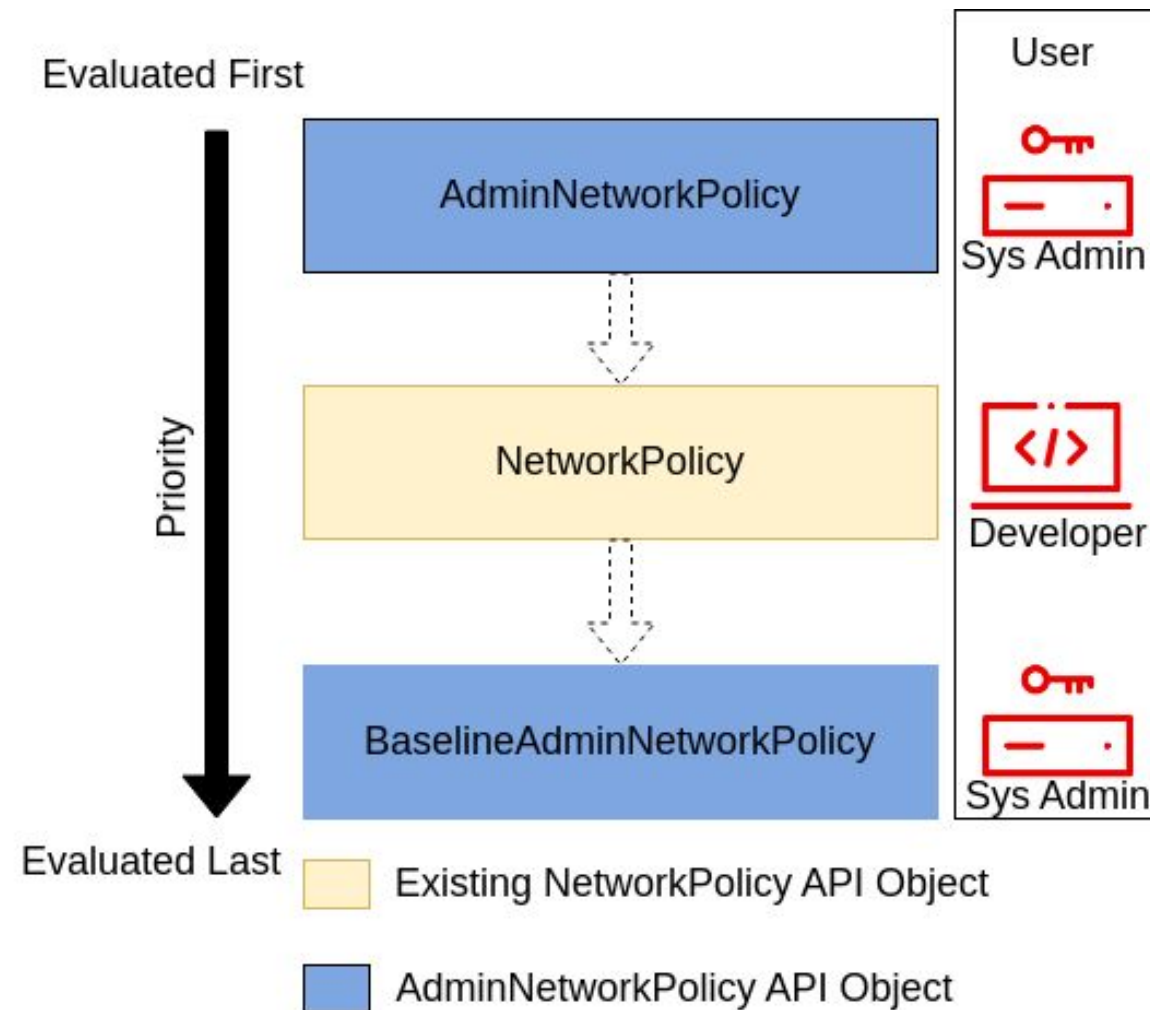 User
Evaluated First
AdminNetworkPolicy
Sys Admin
Priority
NetworkPolicy
</>
Developer
BaselineAdminNetworkPolicy
Sys Admin
Evaluated Last
Existing NetworkPolicy API Object
AdminNetworkPolicy API Object